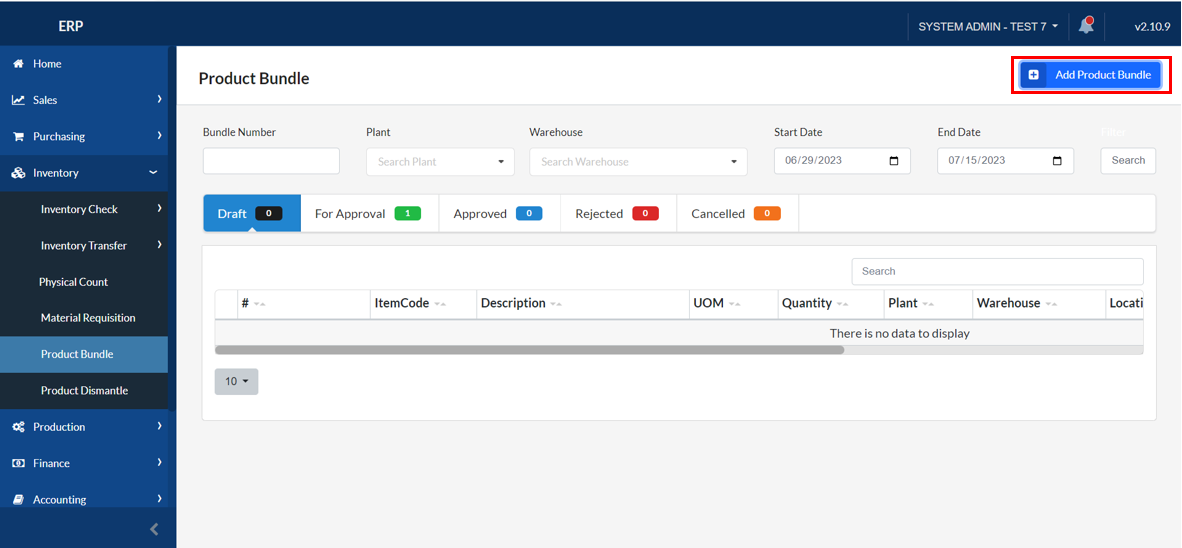 ERP
SYSTEM ADMIN - TEST 7
v2.10.9
Home
Sales
Purchasing
Inventory
Inventory Check
Inventory Transfer
Physical Count
Material Requisition
Product Bundle
Product Dismantle
Production
Finance
Accounting
Product Bundle
Add Product Bundle
Bundle Number Plant Warehouse Start Date End Date Filter
Search Plant Search Warehouse 06/29/2023 07/15/2023 Search
Draft 0 For Approval 1 Approved 0 Rejected 0 Cancelled 0
Search
# ItemCode Description UOM Quantity Plant Warehouse Locati
There is no data to display
10